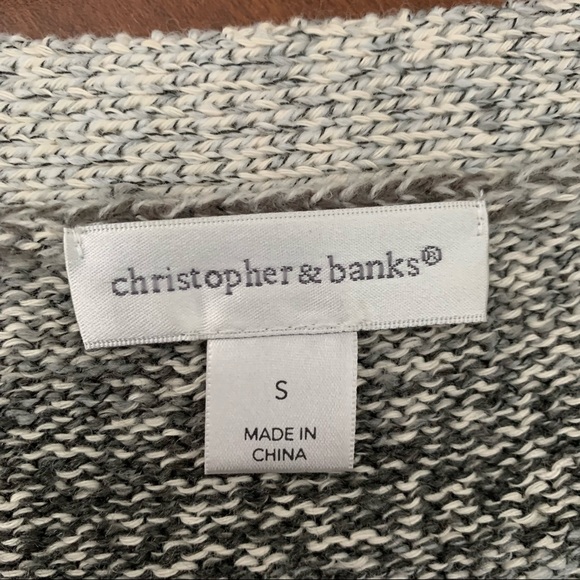 christopher & banks®
S
MADE IN
CHINA